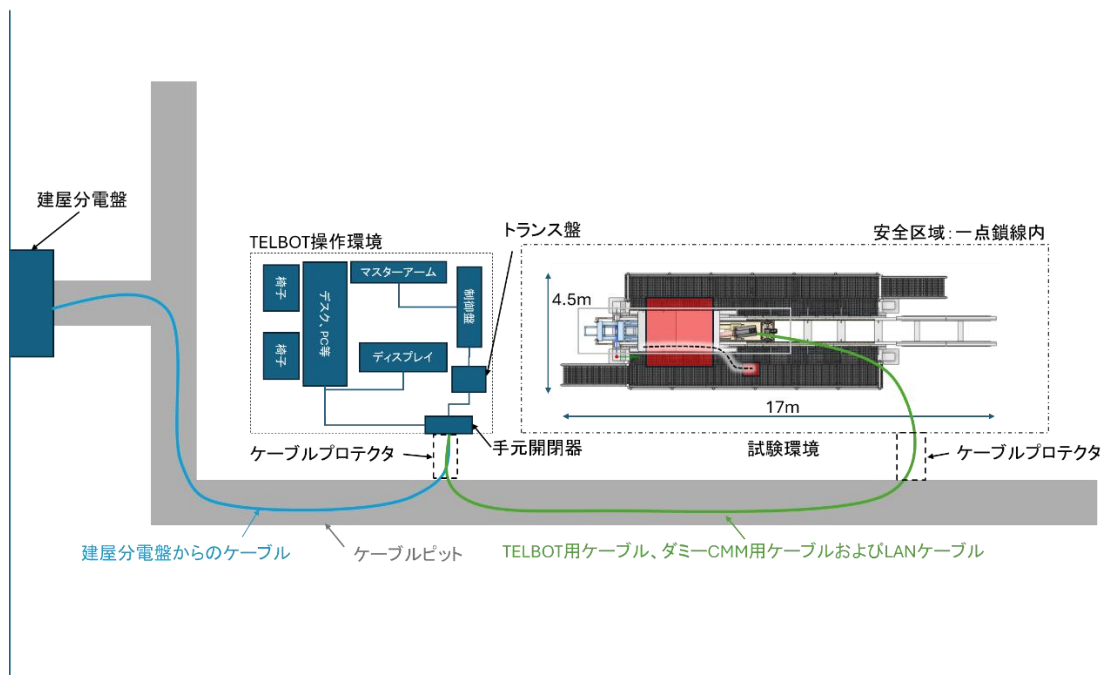 建屋分電盤
TELBOT操作環境
トランス盤
安全区域：一点鎖線内
椅子
椅子
デスク、PC等
マスターアーム
制御盤
ディスプレイ
4.5m
17m
ケーブルプロテクタ
手元開閉器
試験環境
ケーブルプロテクタ
建屋分電盤からのケーブル
ケーブルピット
TELBOT用ケーブル、ダミーCMM用ケーブルおよびLANケーブル